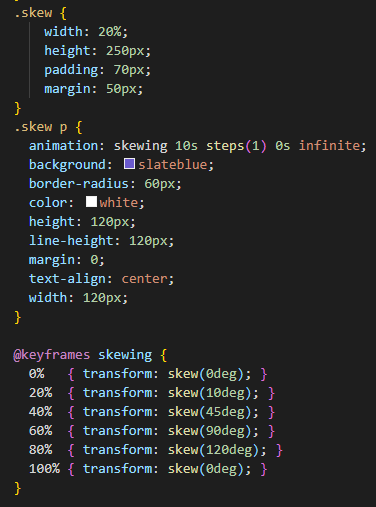 .skew {
    width: 20%;
    height: 250px;
    padding: 70px;
    margin: 50px;
}
.skew p {
  animation: skewing 10s steps(1) 0s infinite;
  background: slateblue;
  border-radius: 60px;
  color: white;
  height: 120px;
  line-height: 120px;
  margin: 0;
  text-align: center;
  width: 120px;
}

@keyframes skewing {
  0%   { transform: skew(0deg); }
  20%  { transform: skew(10deg); }
  40%  { transform: skew(45deg); }
  60%  { transform: skew(90deg); }
  80%  { transform: skew(120deg); }
  100% { transform: skew(0deg); }
}